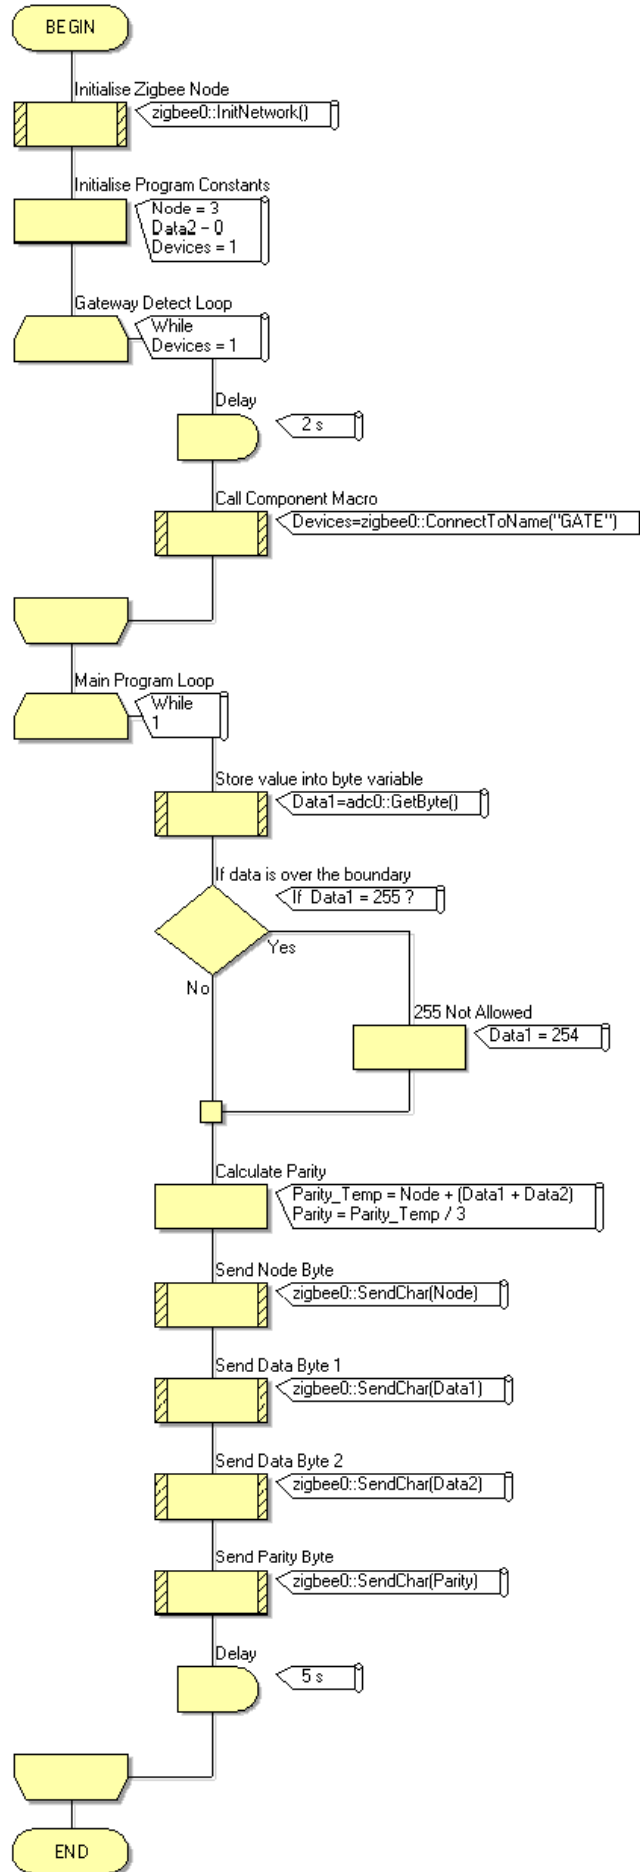 BEGIN
Initialise Zigbee Node
zigbee0::InitNetwork()
Initialise Program Constants
Node = 3
Data2 - 0
Devices = 1
Gateway Detect Loop
While
Devices = 1
Delay
2 s
Call Component Macro
Devices=zigbee0::ConnectToName("GATE")
Main Program Loop
While
1
Store value into byte variable
Data1=adc0::GetByte()
If data is over the boundary
If Data1 = 255 ?
Yes
No
255 Not Allowed
Data1 = 254
Calculate Parity
Parity_Temp = Node + (Data1 + Data2)
Parity = Parity_Temp / 3
Send Node Byte
zigbee0::SendChar(Node)
Send Data Byte 1
zigbee0::SendChar(Data1)
Send Data Byte 2
zigbee0::SendChar(Data2)
Send Parity Byte
zigbee0::SendChar(Parity)
Delay
5 s
END